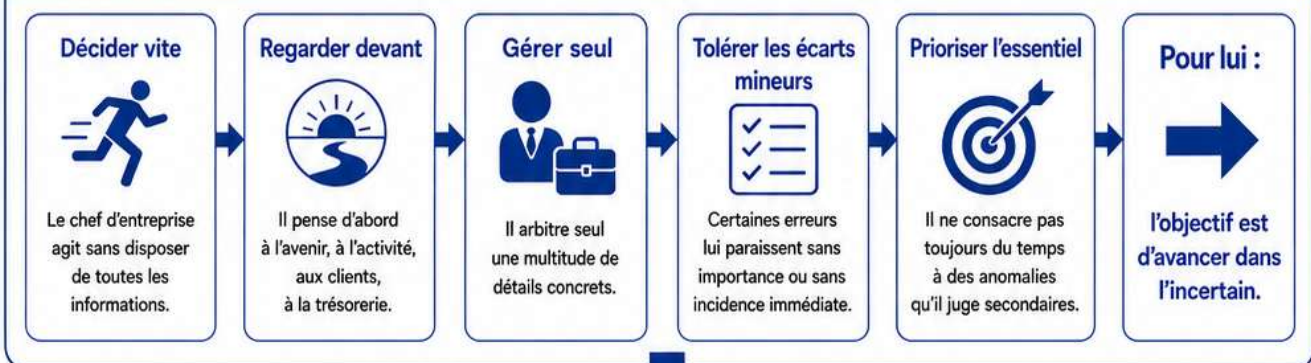 Décider vite
Le chef d'entreprise
agit sans disposer
de toutes les
informations.
Regarder devant
Il pense d'abord
à l'avenir, à l'activité,
aux clients,
à la trésorerie.
Gérer seul
Il arbitre seul
une multitude de
détails concrets.
Tolérer les écarts
mineurs
Certaines erreurs
lui paraissent sans
importance ou sans
incidence immédiate.
Prioriser l'essentiel
Il ne consacre pas
toujours du temps
à des anomalies
qu'il juge secondaires.
Pour lui :
l'objectif est
d'avancer dans
l'incertain.